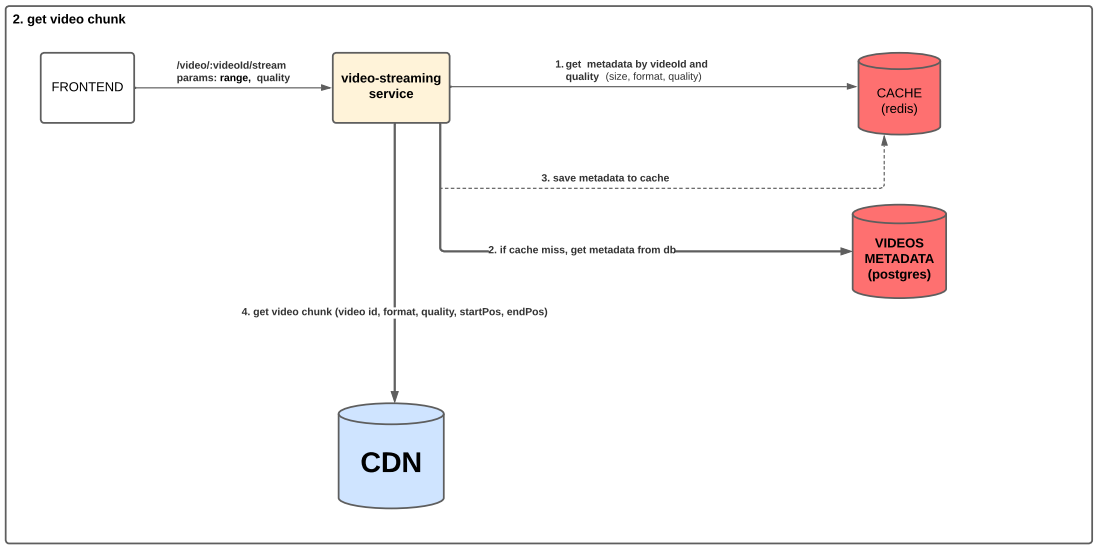 2. get video chunk
FRONTEND
/video/:videoId/stream
params: range, quality
video-streaming
service
1. get metadata by videoId and
quality (size, format, quality)
CACHE
(redis)
3. save metadata to cache
2. if cache miss, get metadata from db
VIDEOS
METADATA
(postgres)
4. get video chunk (video id, format, quality, startPos, endPos)
CDN